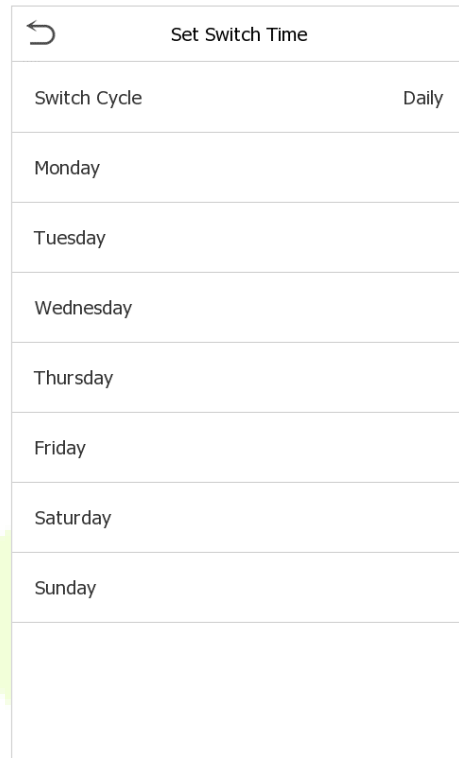 Set Switch Time
Switch Cycle Daily
Monday
Tuesday
Wednesday
Thursday
Friday
Saturday
Sunday